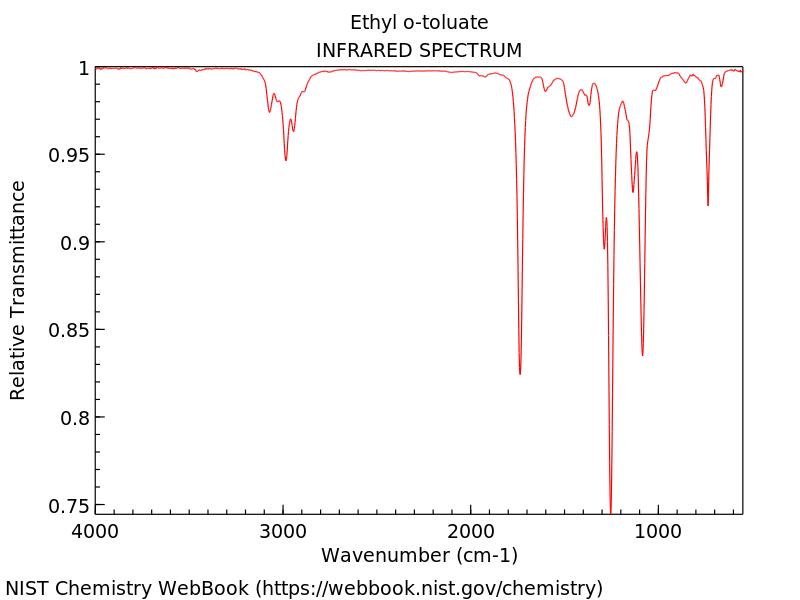 Ethyl o-toluate
INFRARED SPECTRUM
1
0.95
0.9
0.85
0.8
0.75
Relative Transmittance
4000 3000 2000 1000
Wavenumber (cm-1)
NIST Chemistry WebBook (https://webbook.nist.gov/chemistry)